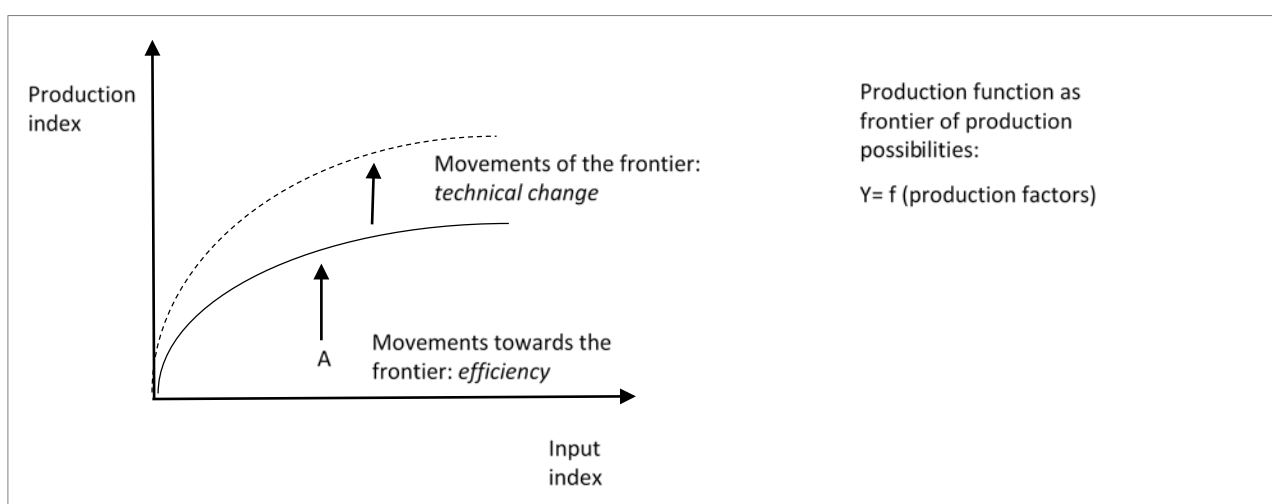 Production
index
Movements of the frontier:
technical change
A
Movements towards the
frontier: efficiency
Input
index
Production function as
frontier of production
possibilities:
Y= f (production factors)